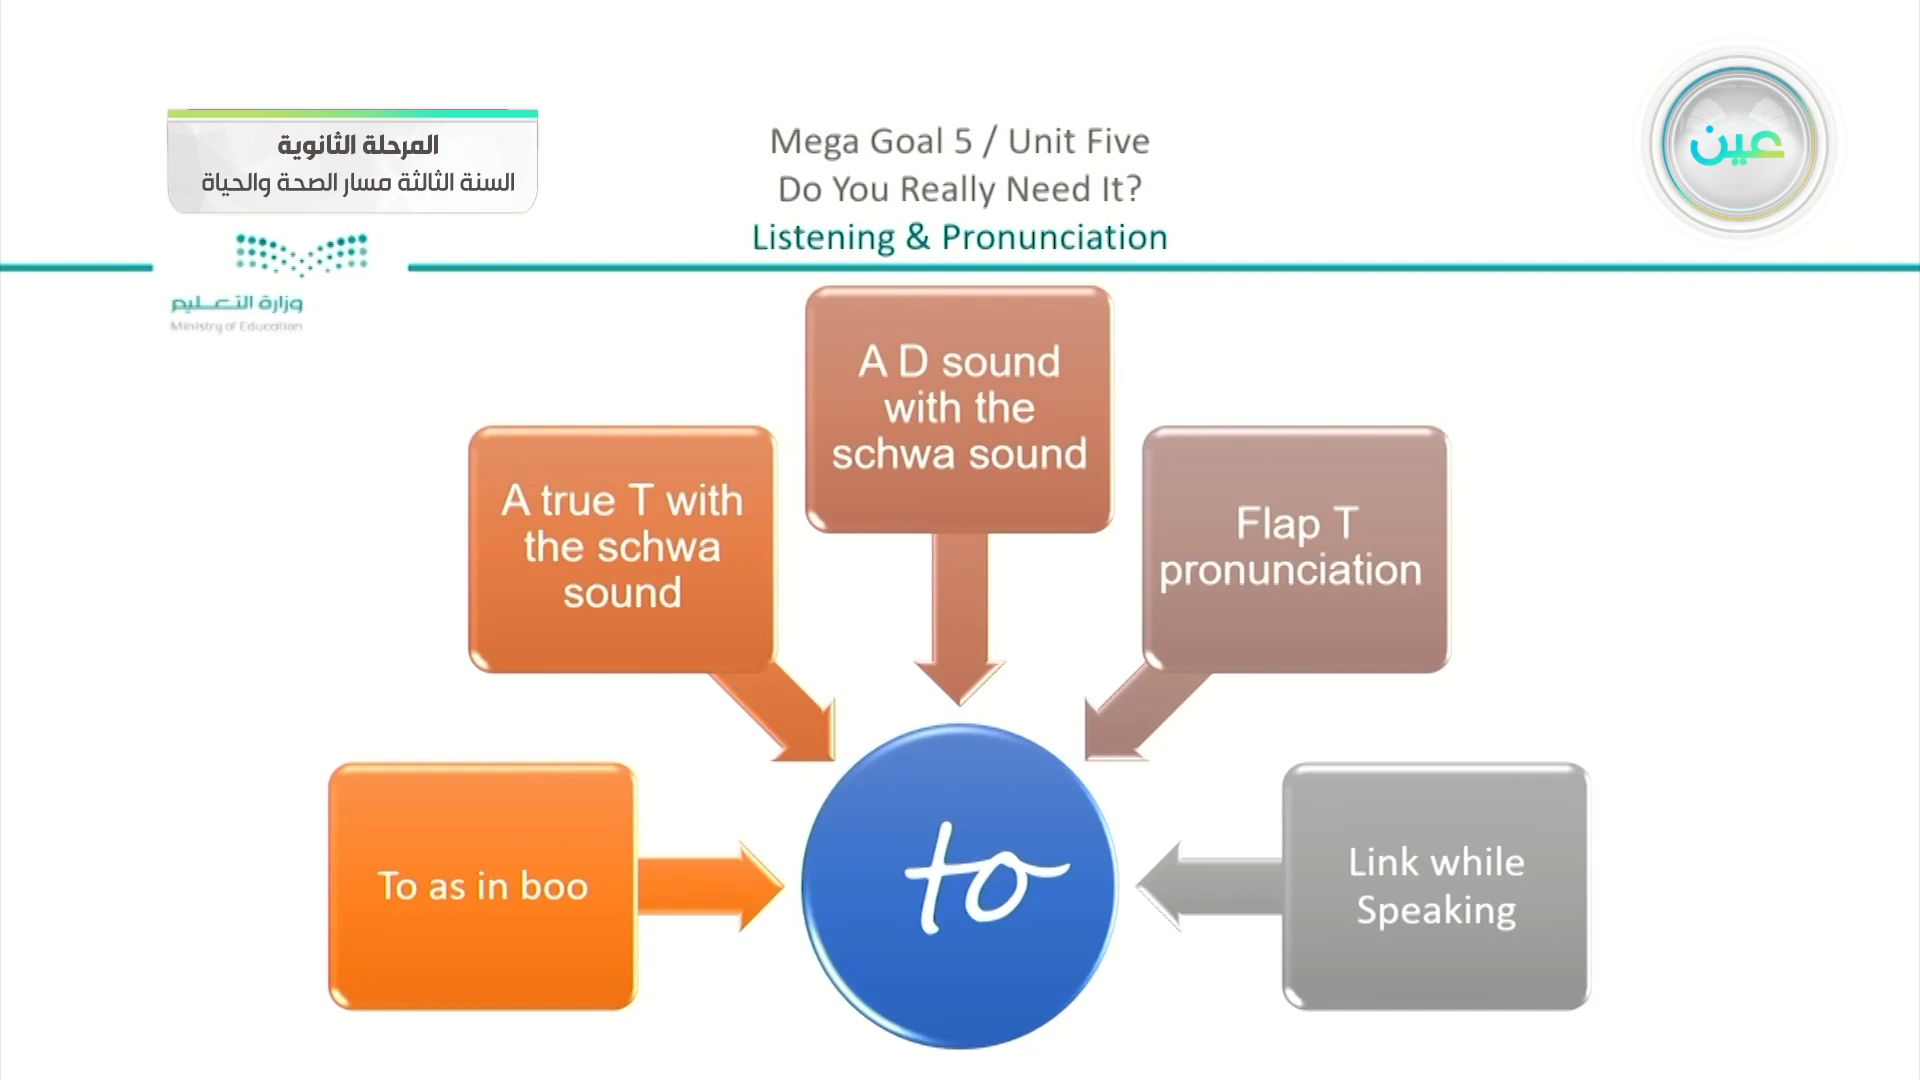 المرحلة الثانوية
السنة الثالثة مسار الصحة والحياة
وزارة التعليم
Ministry of Education
Mega Goal 5 / Unit Five
Do You Really Need It?
Listening & Pronunciation
عين
To as in boo
A true T with
the schwa
sound
A D sound
with the
schwa sound
Flap T
pronunciation
Link while
Speaking
to